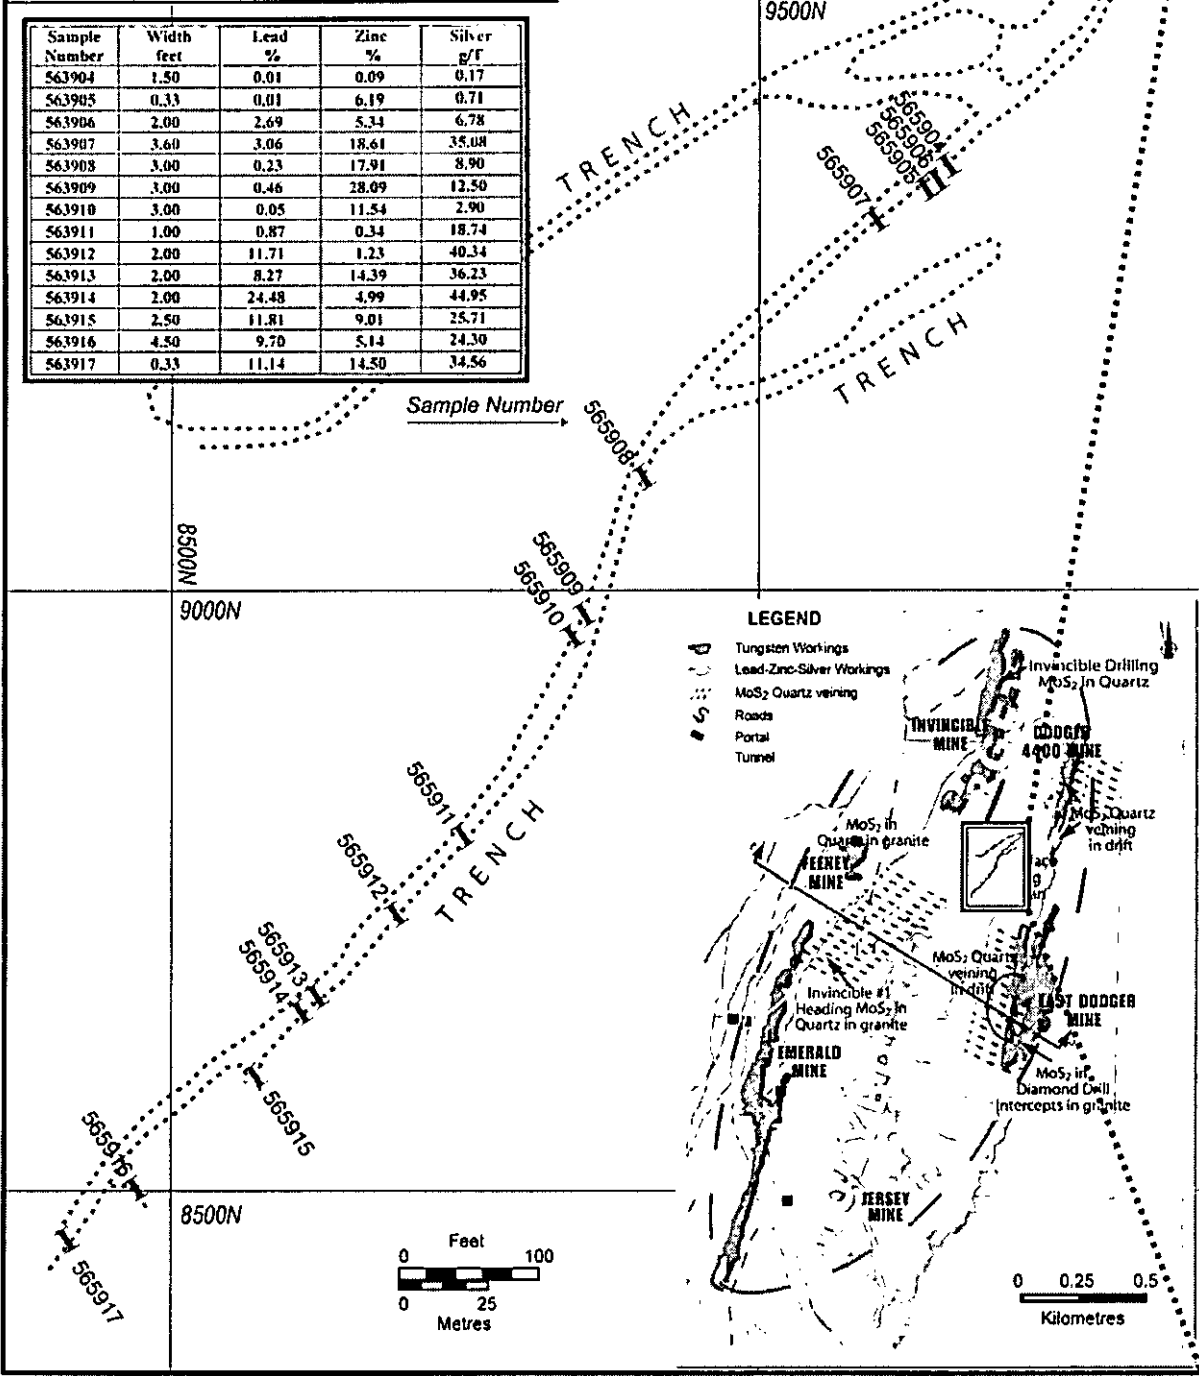 9500N
Sample Number Width feet Lead % Zinc % Silver g/T
563904 1.50 0.01 0.09 0.17
563905 0.33 0.01 6.19 0.71
563906 2.00 2.69 5.34 6.78
563907 3.60 3.06 18.61 35.08
563908 3.00 0.23 17.91 8.90
563909 3.00 0.46 28.09 12.50
563910 3.00 0.05 11.54 2.90
563911 1.00 0.87 0.34 18.74
563912 2.00 11.71 1.23 40.34
563913 2.00 8.27 14.39 36.23
563914 2.00 24.48 4.99 44.95
563915 2.50 11.81 9.01 25.71
563916 4.50 9.70 5.14 24.30
563917 0.33 11.14 14.50 34.56
TRENCH
565904
565906
565905
565907
TRENCH
Sample Number
565908
8500N
565909
565910
9000N
565911
TRENCH
565912
565913
565914
565915
565916
8500N
565917
Feet
0 100
0 25
Metres
LEGEND
Tungsten Workings
Lead-Zinc-Silver Workings
MoS2 Quartz veining
Roads
Portal
Tunnel
Invincible Drilling
MoS2 In Quartz
INVINCIBLE
MINE
DODGER
4400 MINE
MoS2 Quartz
veining
in drift
MoS2 in
Quartz in granite
FEENEY
MINE
MoS2 Quartz
veining
in drift
Invincible #1
Heading MoS2 In
Quartz in granite
EAST DODGER
MINE
EMERALD
MINE
MoS2 in
Diamond Drill
Intercepts in granite
JERSEY
MINE
0 0.25 0.5
Kilometres